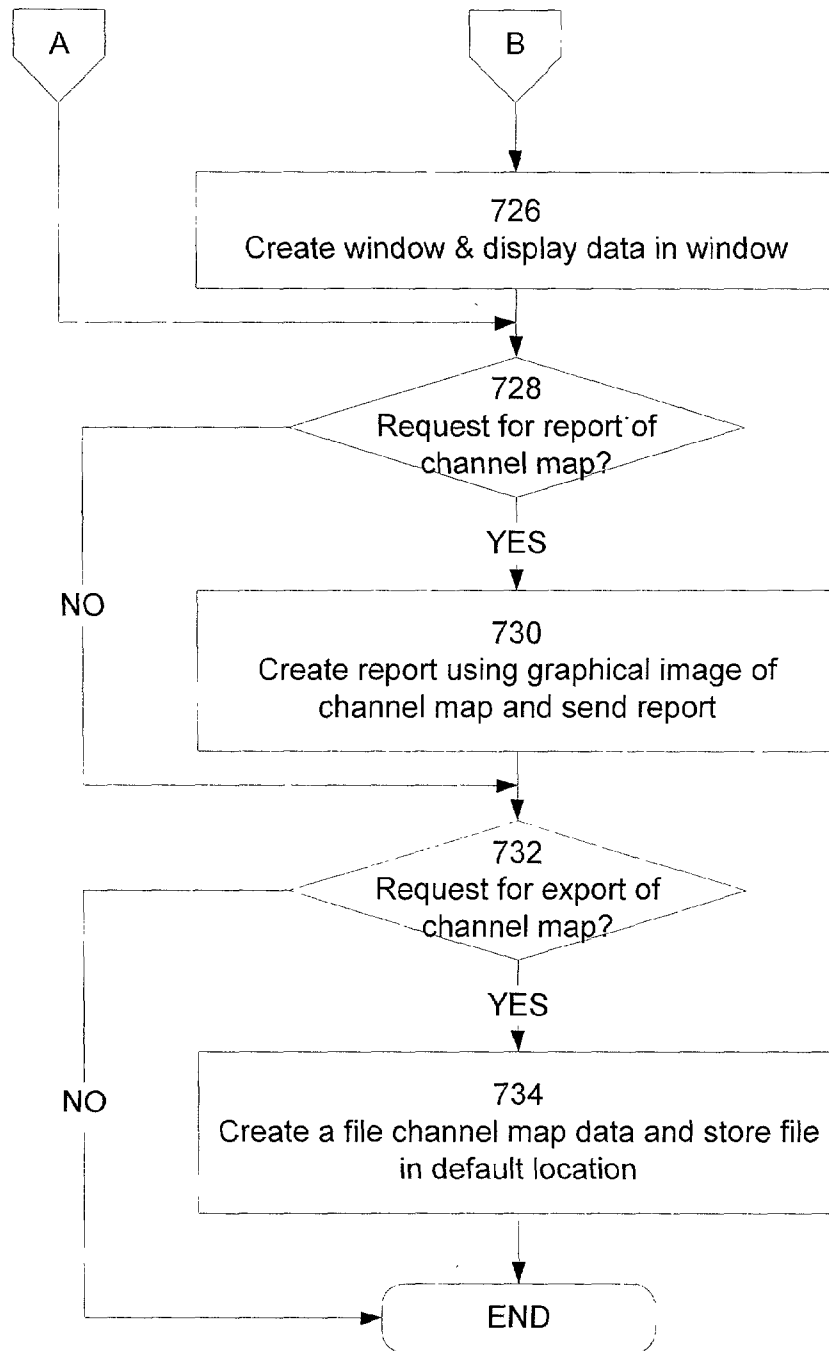 A
B
726
Create window & display data in window
728
Request for report of
channel map?
YES
NO
730
Create report using graphical image of
channel map and send report
732
Request for export of
channel map?
YES
NO
734
Create a file channel map data and store file
in default location
END